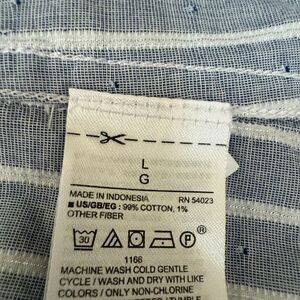 L
G
MADE IN INDONESIA RN 54023
■ US/GB/EG: 99% COTTON, 1%
OTHER FIBER
30 P ®
1166
MACHINE WASH COLD GENTLE
CYCLE / WASH AND DRY WITH LIKE
COLORS / ONLY NON-CHLORINE